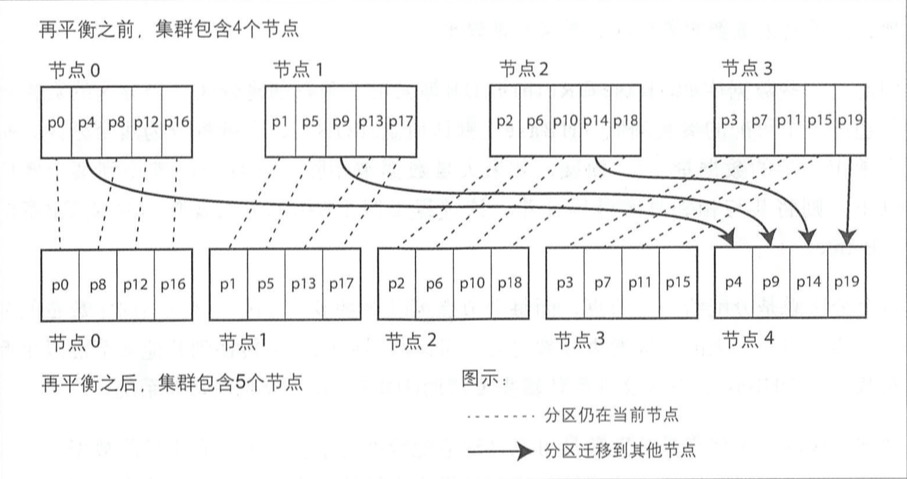 再平衡之前，集群包含4个节点
节点 0 节点 1 节点 2 节点 3
p0 p4 p8 p12 p16 p1 p5 p9 p13 p17 p2 p6 p10 p14 p18 p3 p7 p11 p15 p19
p0 p8 p12 p16 p1 p5 p13 p17 p2 p6 p10 p18 p3 p7 p11 p15 p4 p9 p14 p19
节点 0 节点1 节点 2 节点 3 节点 4
再平衡之后，集群包含5个节点
图示：
分区仍在当前节点
分区迁移到其他节点